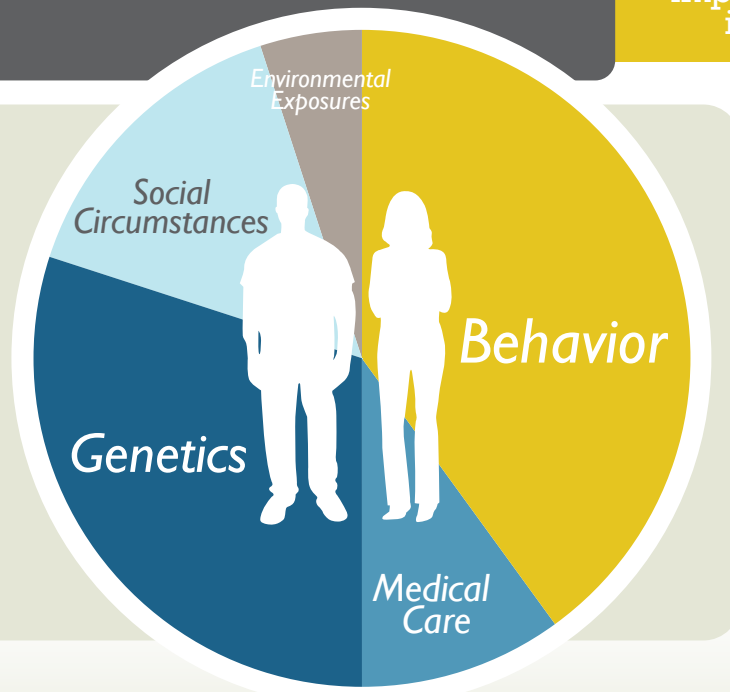 Environmental
Exposures
Social
Circumstances
Behavior
Genetics
Medical
Care